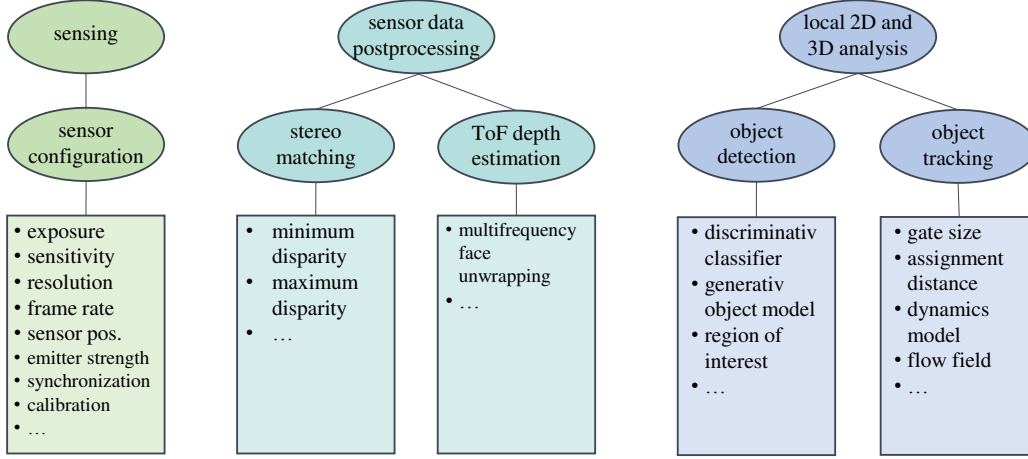 sensing
sensor data
postprocessing
local 2D and
3D analysis
sensor
configuration
stereo
matching
ToF depth
estimation
object
detection
object
tracking
• exposure
• sensitivity
• resolution
• frame rate
• sensor pos.
• emitter strength
• synchronization
• calibration
• …
• minimum
disparity
• maximum
disparity
• …
• multifrequency
face
unwrapping
• …
• discriminativ
classifier
• generativ
object model
• region of
interest
• …
• gate size
• assignment
distance
• dynamics
model
• flow field
• …